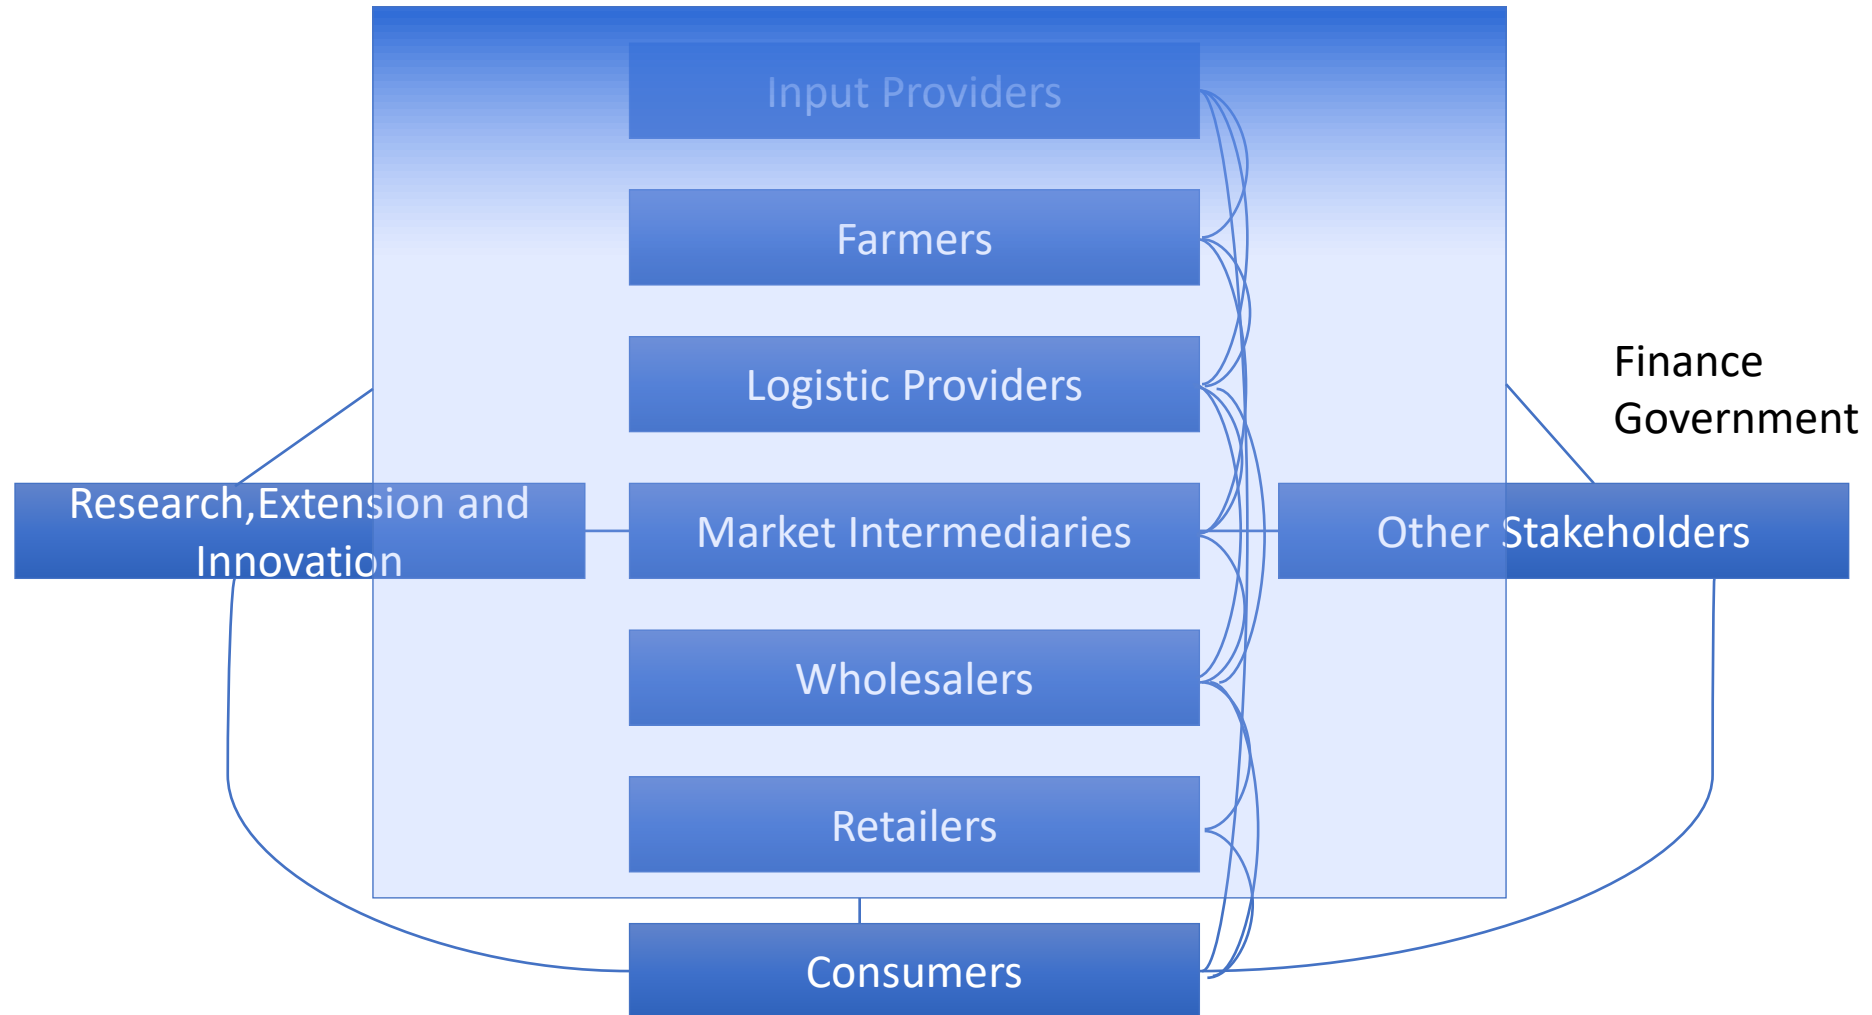 Input Providers
Farmers
Logistic Providers
Finance
Government
Research,Extension and
Innovation
Market Intermediaries
Other Stakeholders
Wholesalers
Retailers
Consumers